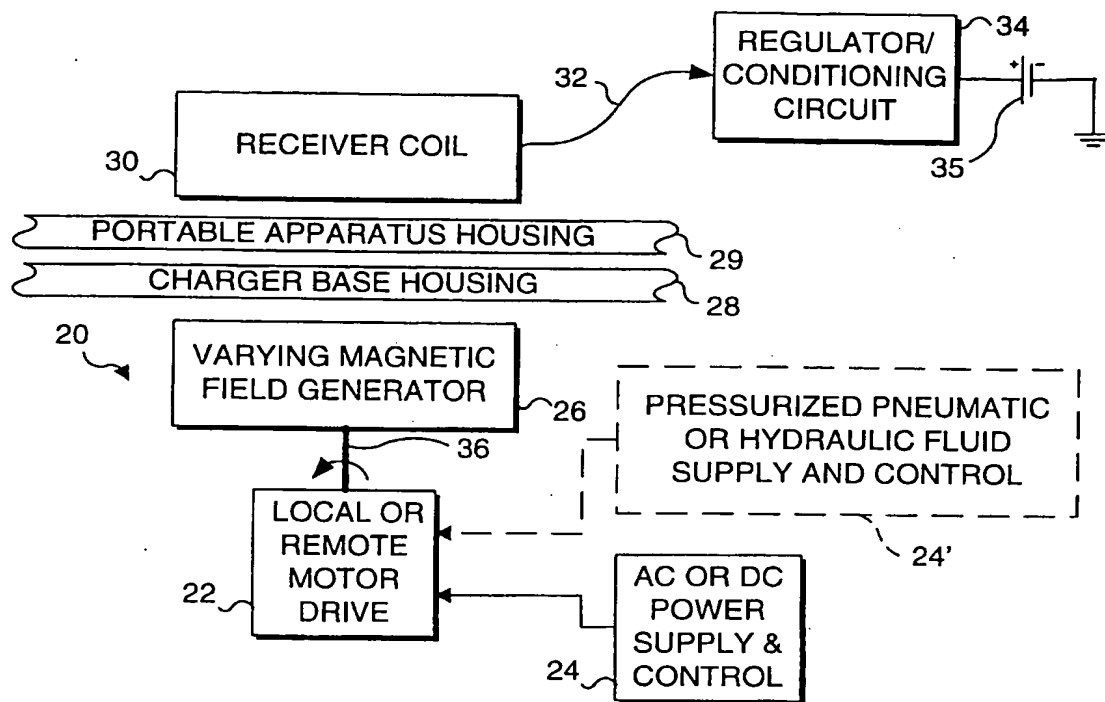 34
REGULATOR/
CONDITIONING
CIRCUIT
+ -
32
35
RECEIVER COIL
30
PORTABLE APPARATUS HOUSING
29
CHARGER BASE HOUSING
28
20
VARYING MAGNETIC
FIELD GENERATOR
26
36
PRESSURIZED PNEUMATIC
OR HYDRAULIC FLUID
SUPPLY AND CONTROL
24'
LOCAL OR
REMOTE
MOTOR
DRIVE
22
AC OR DC
POWER
SUPPLY &
CONTROL
24